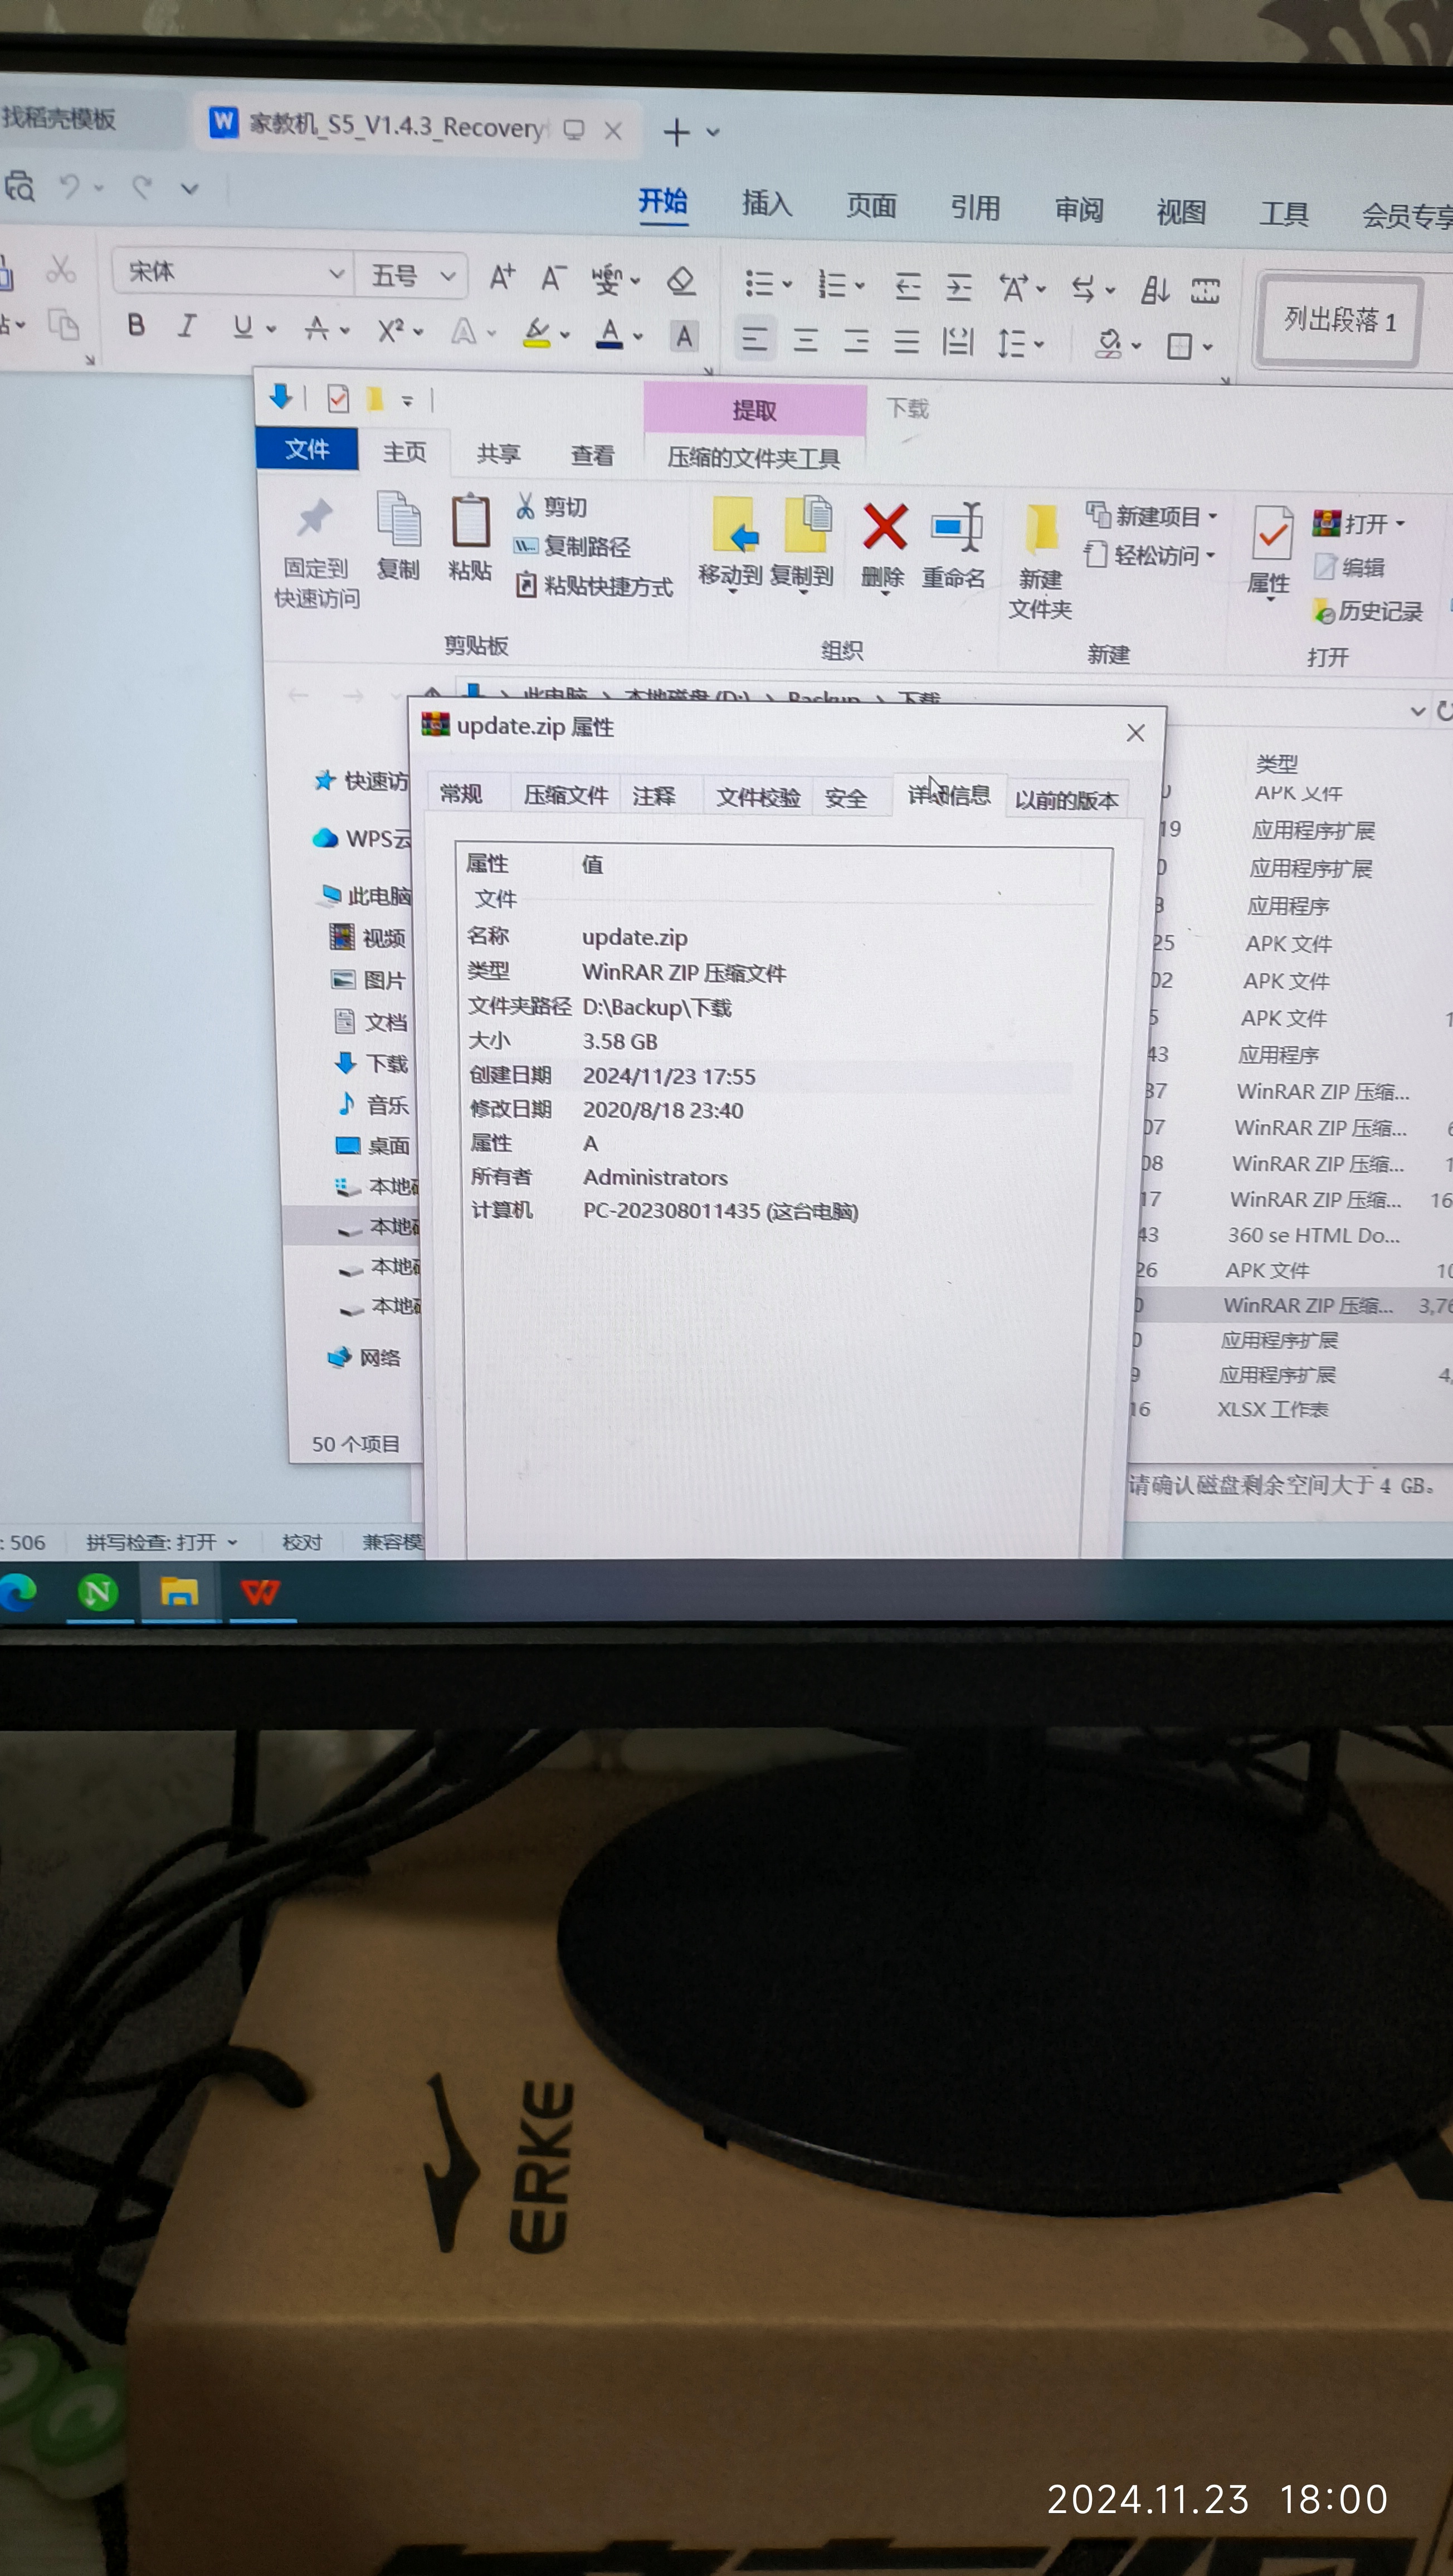 找稻壳模板
家教机_S5_V1.4.3_Recovery
开始 插入 页面 引用 审阅 视图 工具 会员专享
宋体 五号
列出段落 1
提取 下载
文件 主页 共享 查看 压缩的文件夹工具
固定到
快速访问
复制
粘贴
剪切
复制路径
粘贴快捷方式
剪贴板
移动到 复制到 删除 重命名
组织
新建
文件夹
新建项目
轻松访问
新建
属性
打开
编辑
历史记录
打开
此电脑 本地磁盘 (D:) Backup 下载
快速访
WPS云
此电脑
视频
图片
文档
下载
音乐
桌面
本地
本地
本地
本地
网络
50 个项目
update.zip 属性
常规 压缩文件 注释 文件校验 安全 详细信息 以前的版本
属性 值
文件
名称 update.zip
类型 WinRAR ZIP 压缩文件
文件夹路径 D:\Backup\下载
大小 3.58 GB
创建日期 2024/11/23 17:55
修改日期 2020/8/18 23:40
属性 A
所有者 Administrators
计算机 PC-202308011435 (这台电脑)
类型
APK 文件
19 应用程序扩展
0 应用程序扩展
应用程序
25 APK 文件
02 APK 文件
5 APK 文件 1
43 应用程序
37 WinRAR ZIP 压缩...
07 WinRAR ZIP 压缩... 6
08 WinRAR ZIP 压缩... 1
17 WinRAR ZIP 压缩... 16
43 360 se HTML Do...
26 APK 文件 10
0 WinRAR ZIP 压缩... 3,76
0 应用程序扩展
9 应用程序扩展 4,
16 XLSX 工作表
请确认磁盘剩余空间大于 4 GB。
: 506 拼写检查: 打开 校对 兼容模
ERKE
2024.11.23 18:00